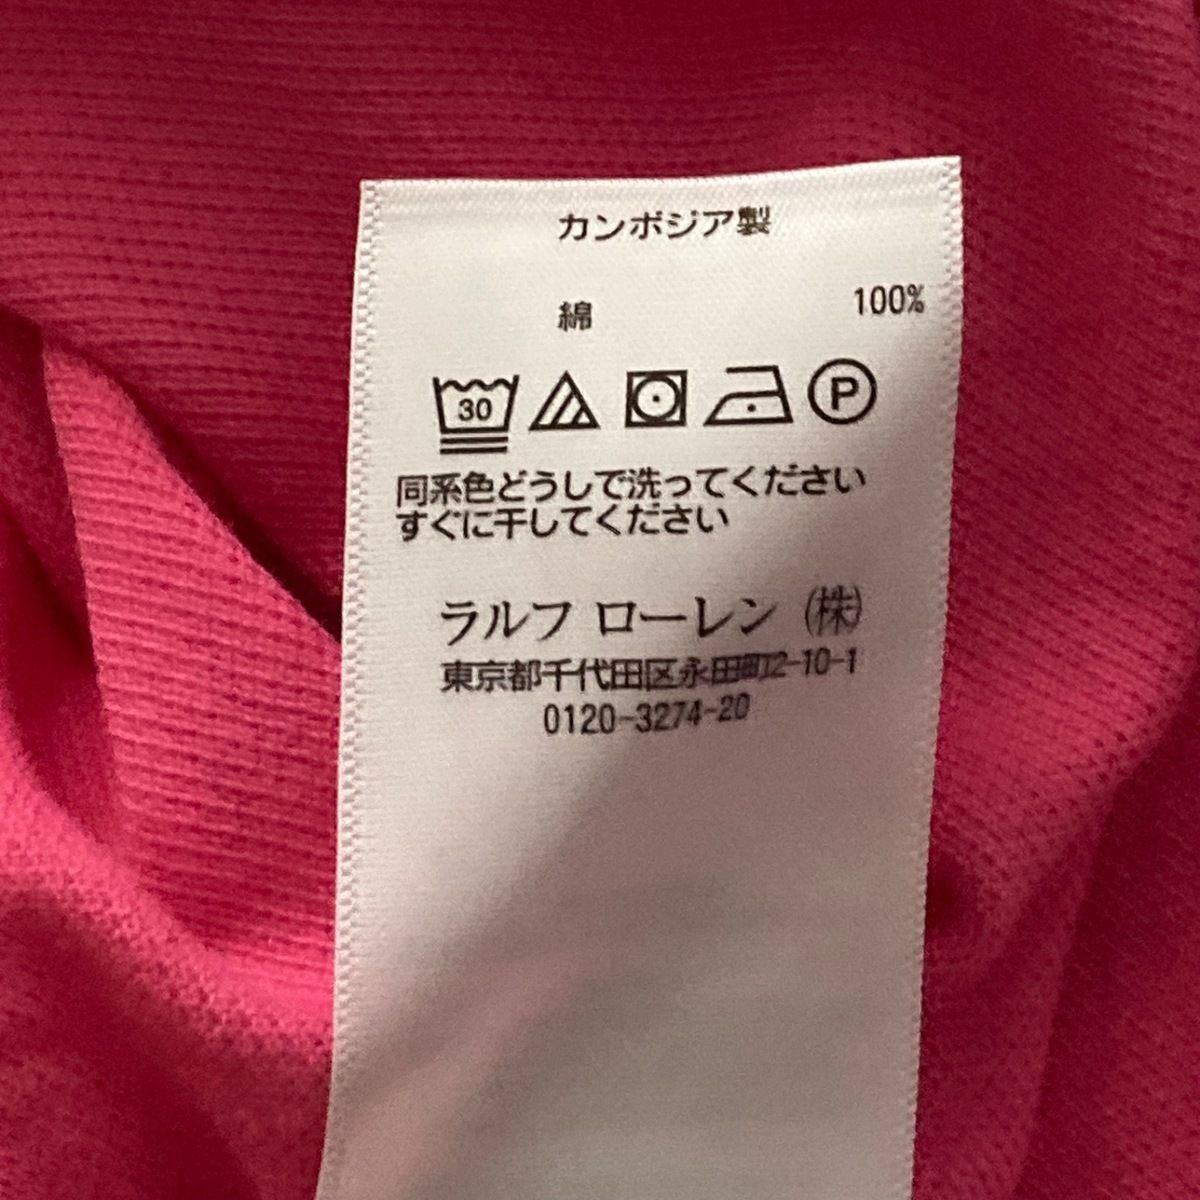 カンボジア製
綿 100%
30 P
同系色どうしで洗ってください
すぐに干してください
ラルフ ローレン (株)
東京都千代田区永田町2-10-1
0120-3274-20